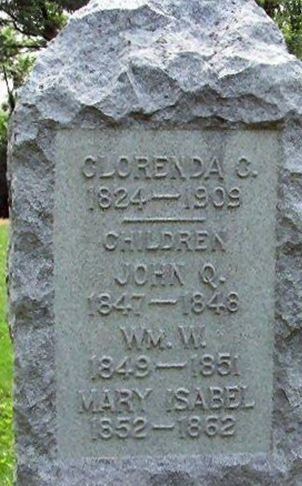 CLORENDA C.
1824—1909
CHILDREN
JOHN Q.
1847—1848
WM. W.
1849—1851
MARY ISABEL
1852—1862